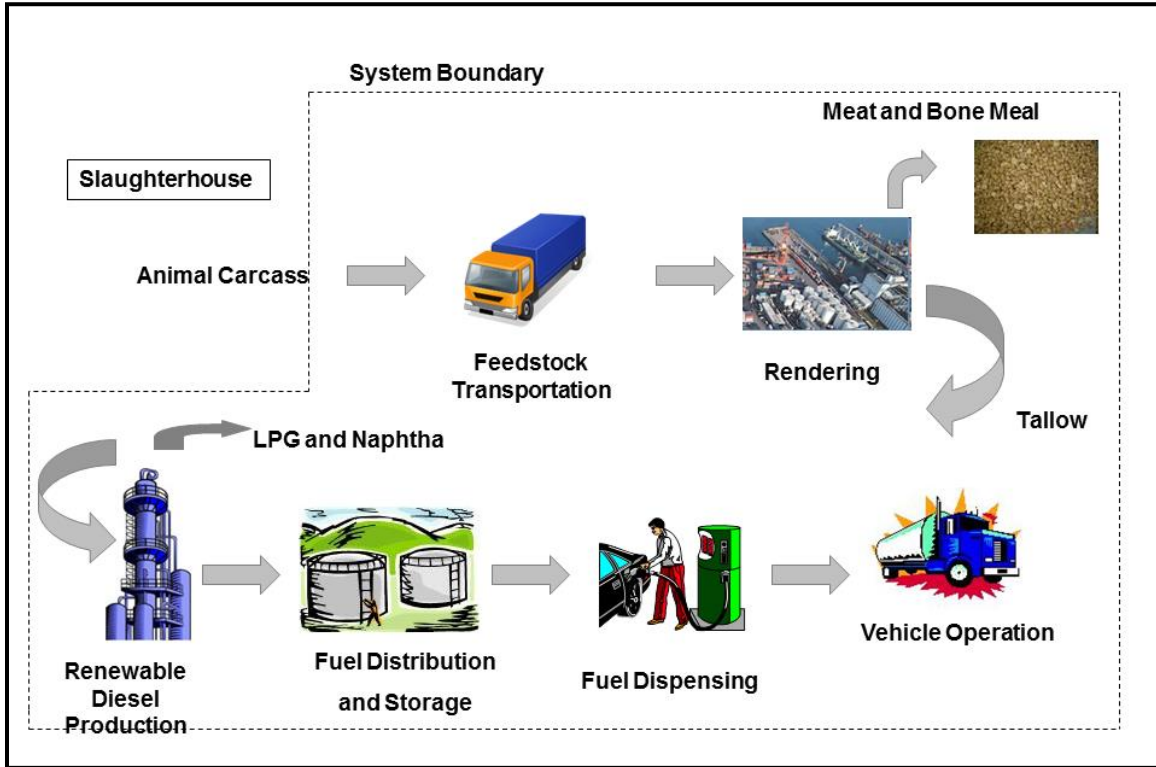 System Boundary
Meat and Bone Meal
Slaughterhouse
Animal Carcass
Feedstock
Transportation
Rendering
Tallow
LPG and Naphtha
Renewable
Diesel
Production
Fuel Distribution
and Storage
Fuel Dispensing
Vehicle Operation